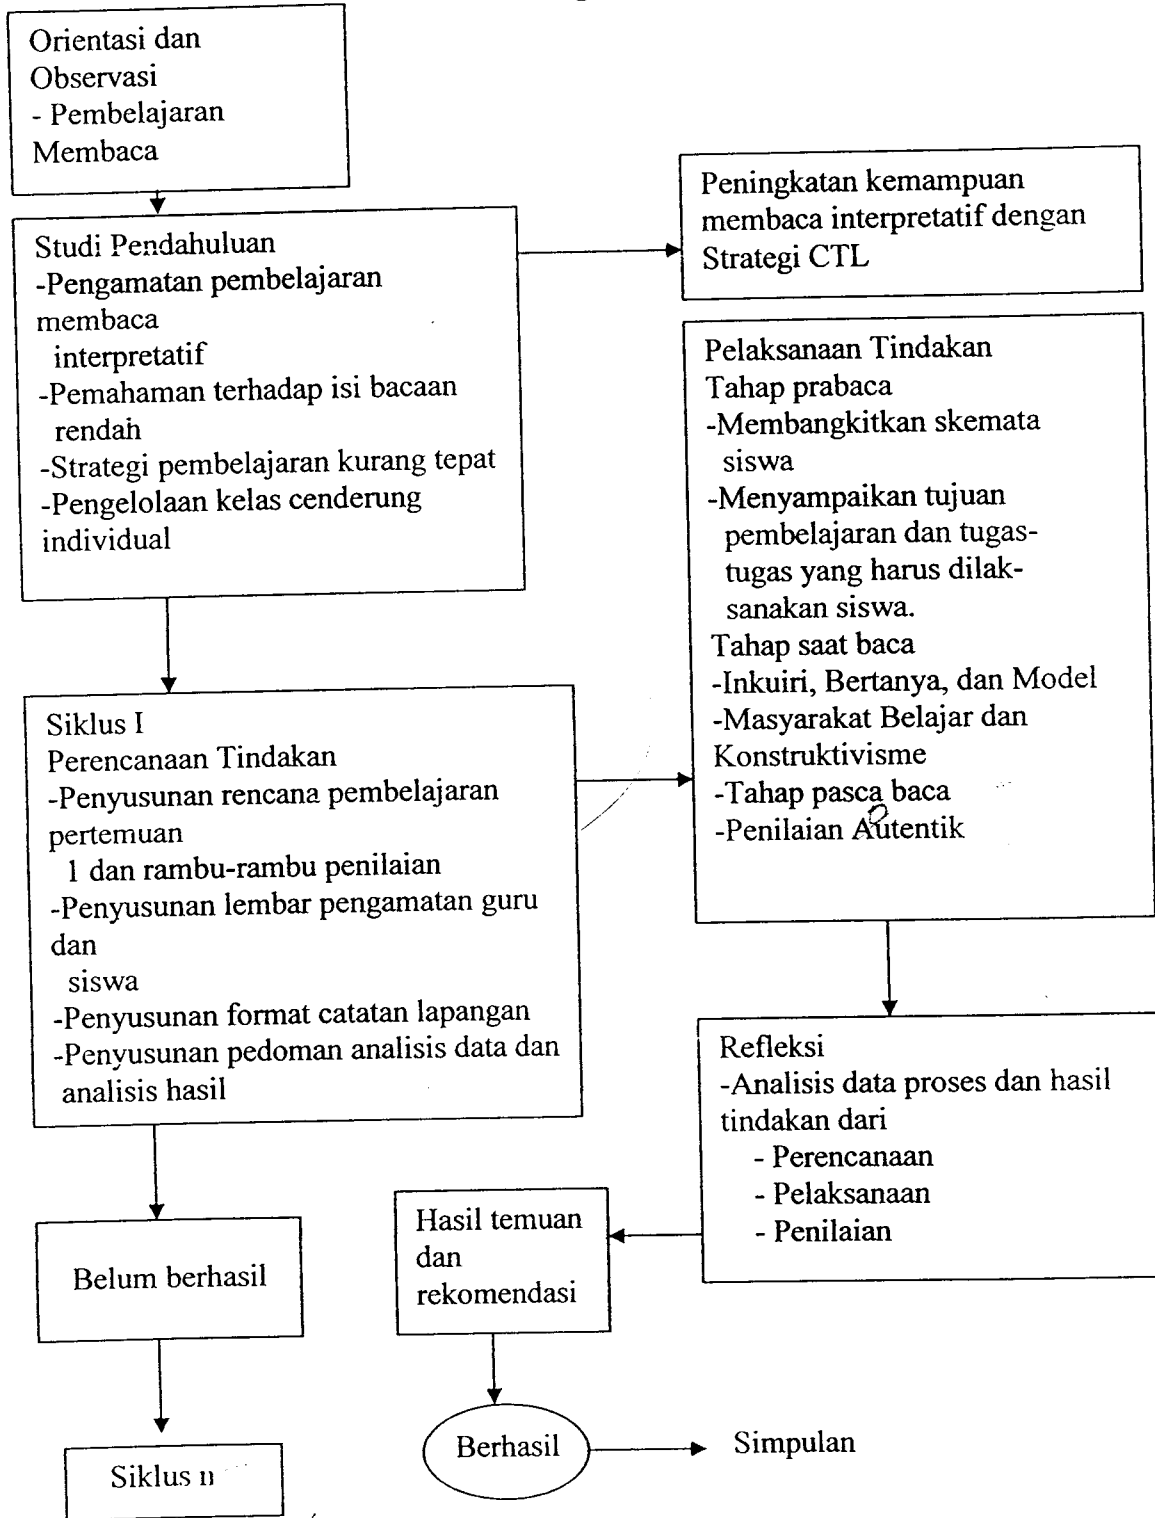 Orientasi dan
Observasi
- Pembelajaran
Membaca
Studi Pendahuluan
-Pengamatan pembelajaran
membaca
interpretatif
-Pemahaman terhadap isi bacaan
rendah
-Strategi pembelajaran kurang tepat
-Pengelolaan kelas cenderung
individual
Peningkatan kemampuan
membaca interpretatif dengan
Strategi CTL
Siklus I
Perencanaan Tindakan
-Penyusunan rencana pembelajaran
pertemuan
1 dan rambu-rambu penilaian
-Penyusunan lembar pengamatan guru
dan
siswa
-Penyusunan format catatan lapangan
-Penyusunan pedoman analisis data dan
analisis hasil
Pelaksanaan Tindakan
Tahap prabaca
-Membangkitkan skemata
siswa
-Menyampaikan tujuan
pembelajaran dan tugas-
tugas yang harus dilak-
sanakan siswa.
Tahap saat baca
-Inkuiri, Bertanya, dan Model
-Masyarakat Belajar dan
Konstruktivisme
-Tahap pasca baca
-Penilaian Autentik
Refleksi
-Analisis data proses dan hasil
tindakan dari
- Perencanaan
- Pelaksanaan
- Penilaian
Hasil temuan
dan
rekomendasi
Belum berhasil
Berhasil
Simpulan
Siklus n